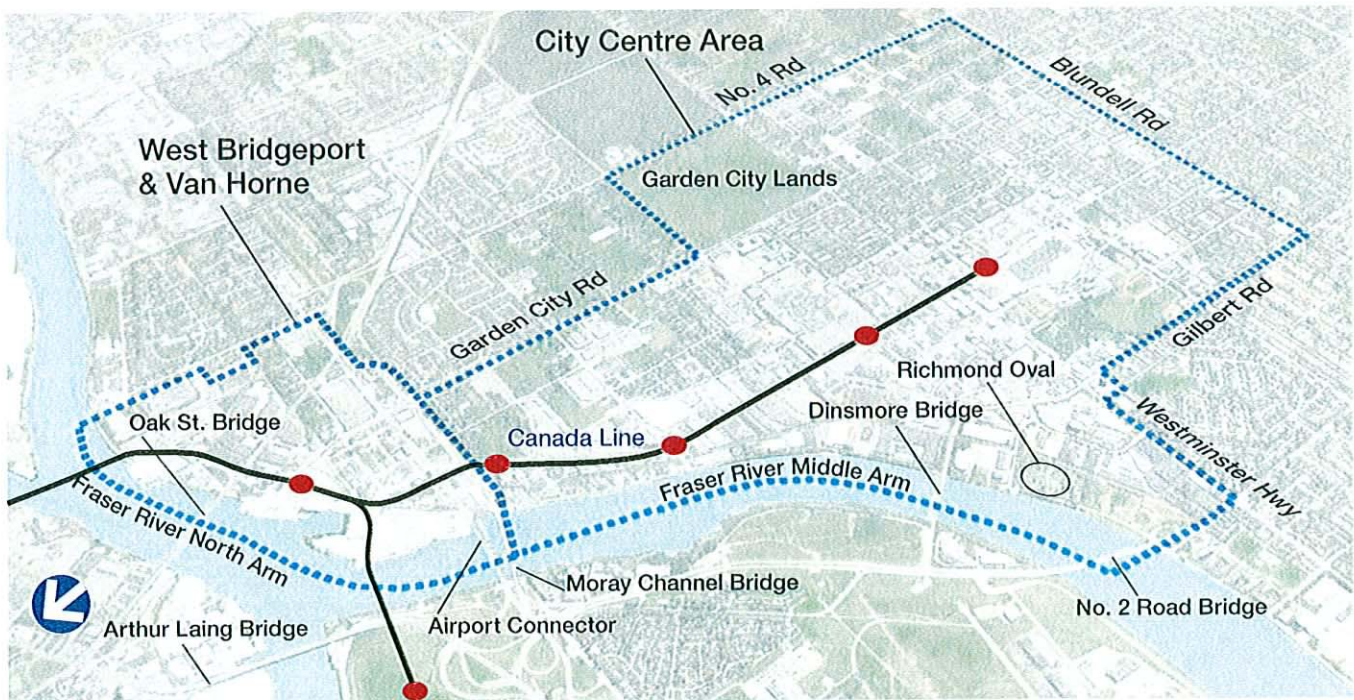 City Centre Area
No. 4 Rd
Blundell Rd
West Bridgeport
& Van Horne
Garden City Lands
Garden City Rd
Gilbert Rd
Richmond Oval
Oak St. Bridge
Dinsmore Bridge
Canada Line
Westminster Hwy
Fraser River Middle Arm
Fraser River North Arm
Moray Channel Bridge
No. 2 Road Bridge
Arthur Laing Bridge
Airport Connector